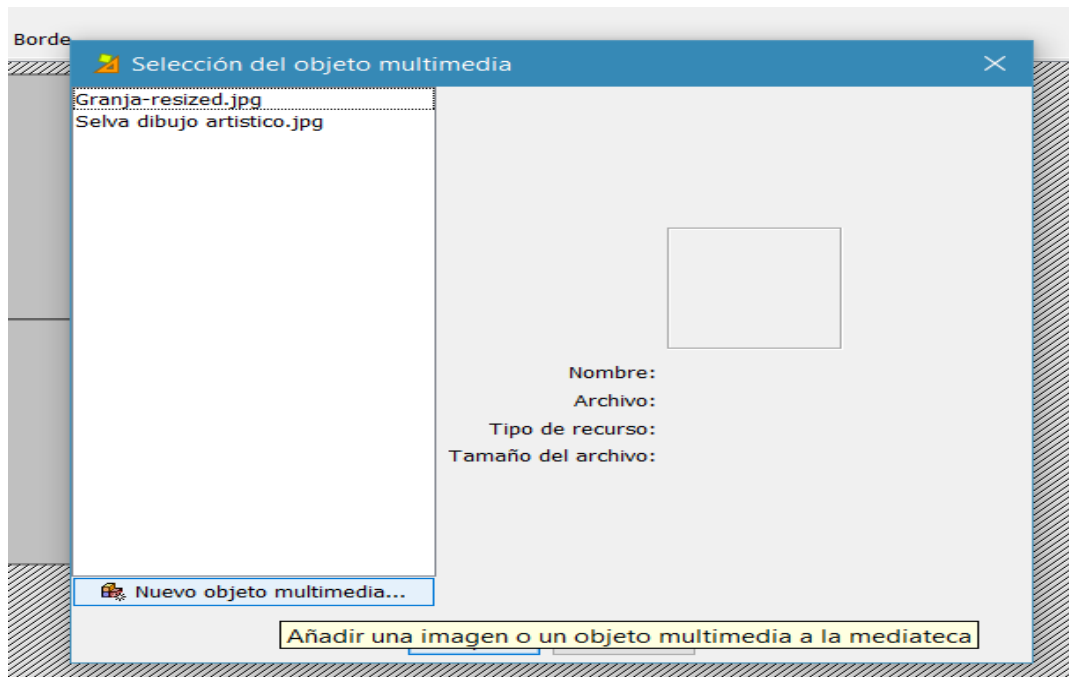 Borde
Selección del objeto multimedia
Granja-resized.jpg
Selva dibujo artistico.jpg
Nombre:
Archivo:
Tipo de recurso:
Tamaño del archivo:
Nuevo objeto multimedia...
Añadir una imagen o un objeto multimedia a la mediateca